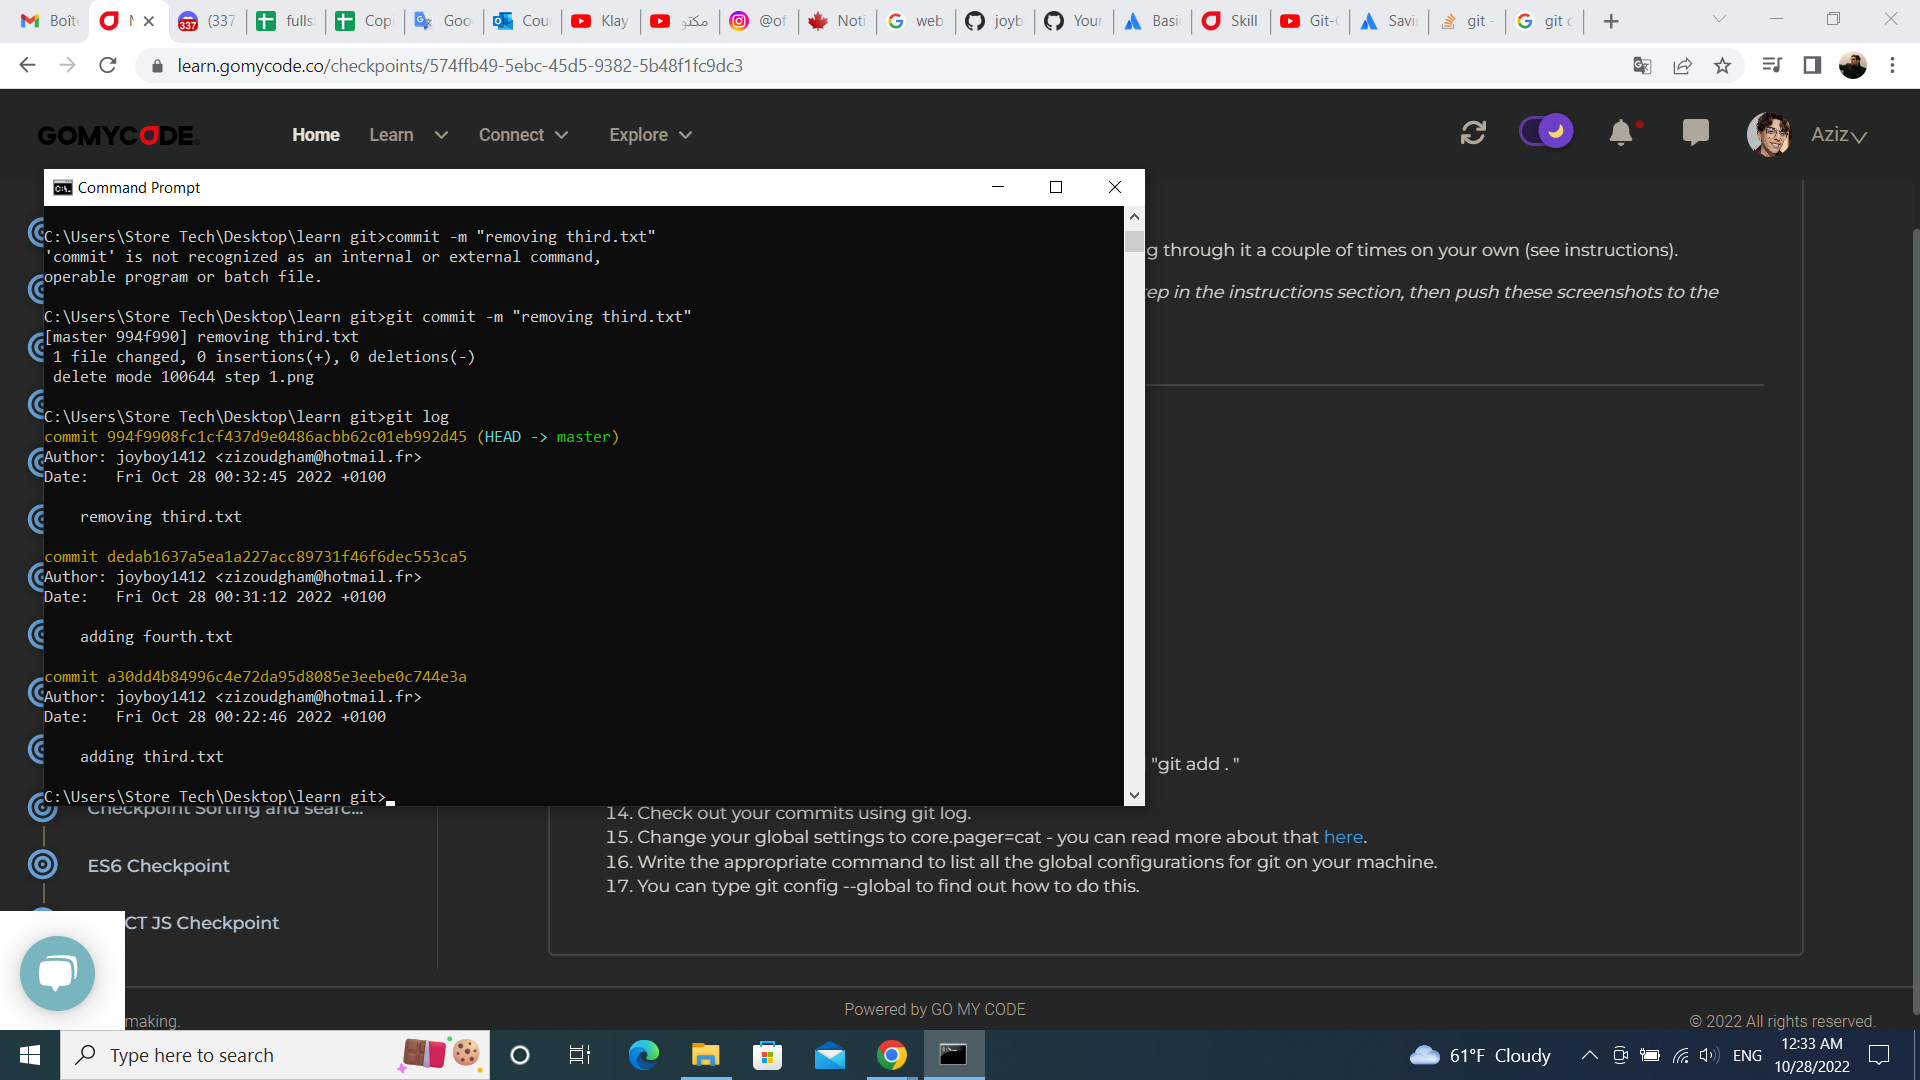 Boît
M
(337
fulls
Copi
Goo
Cour
Klay
مكتو
@of
Noti
web
joyb
Your
Basi
Skill
Git-
Savi
git -
git c
learn.gomycode.co/checkpoints/574ffb49-5ebc-45d5-9382-5b48f1fc9dc3
GOMYCODE
Home
Learn
Connect
Explore
Aziz
Command Prompt
C:\Users\Store Tech\Desktop\learn git>commit -m "removing third.txt"
'commit' is not recognized as an internal or external command,
operable program or batch file.
C:\Users\Store Tech\Desktop\learn git>git commit -m "removing third.txt"
[master 994f990] removing third.txt
1 file changed, 0 insertions(+), 0 deletions(-)
delete mode 100644 step 1.png
C:\Users\Store Tech\Desktop\learn git>git log
commit 994f9908fc1cf437d9e0486acbb62c01eb992d45 (HEAD -> master)
Author: joyboy1412 <zizoudgham@hotmail.fr>
Date:   Fri Oct 28 00:32:45 2022 +0100
removing third.txt
commit dedab1637a5ea1a227acc89731f46f6dec553ca5
Author: joyboy1412 <zizoudgham@hotmail.fr>
Date:   Fri Oct 28 00:31:12 2022 +0100
adding fourth.txt
commit a30dd4b84996c4e72da95d8085e3eebe0c744e3a
Author: joyboy1412 <zizoudgham@hotmail.fr>
Date:   Fri Oct 28 00:22:46 2022 +0100
adding third.txt
C:\Users\Store Tech\Desktop\learn git>
g through it a couple of times on your own (see instructions).
ep in the instructions section, then push these screenshots to the
"git add . "
14. Check out your commits using git log.
15. Change your global settings to core.pager=cat - you can read more about that here.
16. Write the appropriate command to list all the global configurations for git on your machine.
17. You can type git config --global to find out how to do this.
Checkpoint Sorting and searc...
ES6 Checkpoint
CT JS Checkpoint
making.
Powered by GO MY CODE
© 2022 All rights reserved.
Type here to search
61°F Cloudy
ENG
12:33 AM
10/28/2022